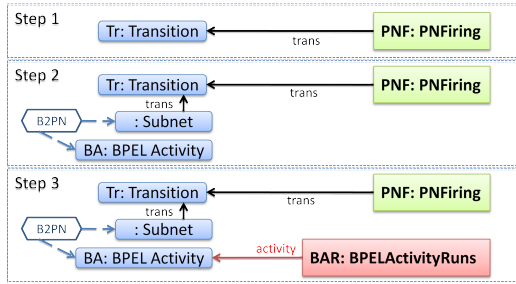 Step 1
Tr: Transition
trans
PNF: PNFiring
Step 2
Tr: Transition
trans
PNF: PNFiring
trans
B2PN
: Subnet
BA: BPEL Activity
Step 3
Tr: Transition
trans
PNF: PNFiring
trans
B2PN
: Subnet
BA: BPEL Activity
activity
BAR: BPELActivityRuns